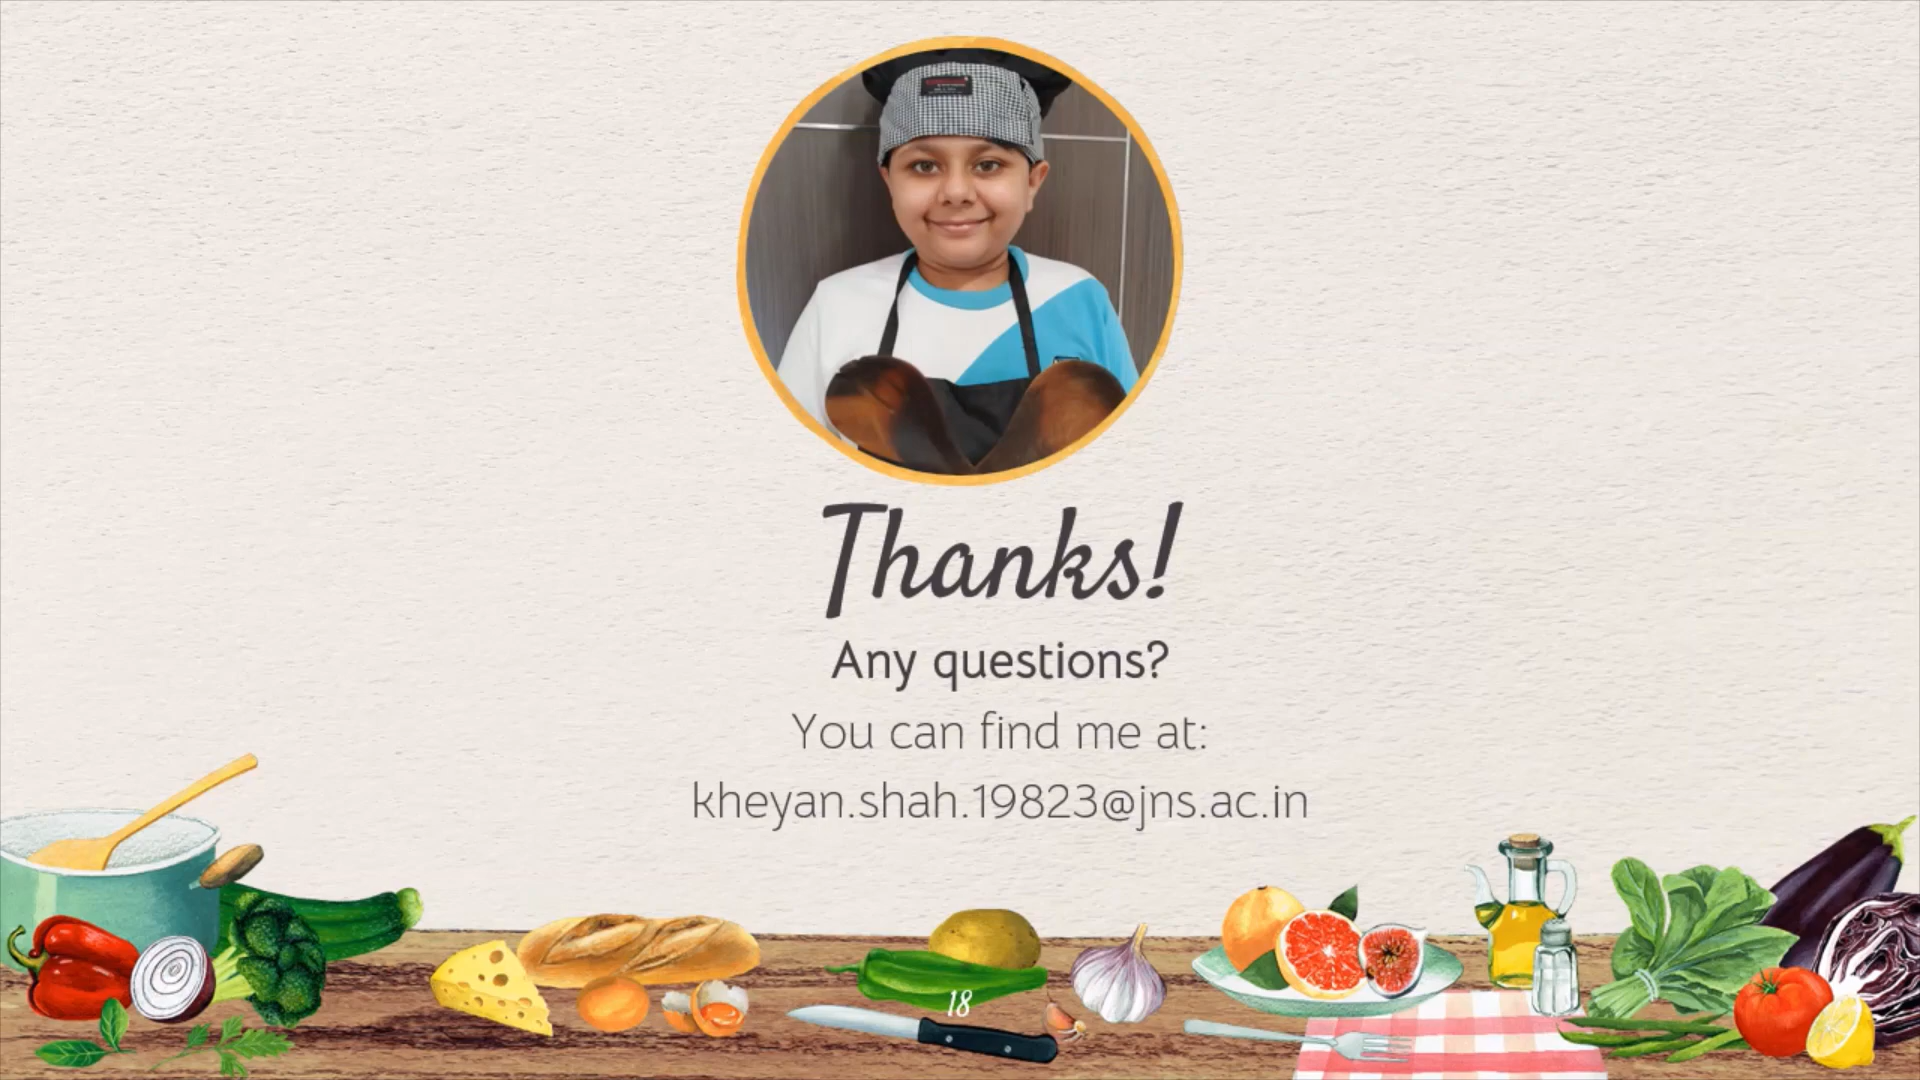 Thanks!
Any questions?
You can find me at:
kheyan.shah.19823@jns.ac.in
18